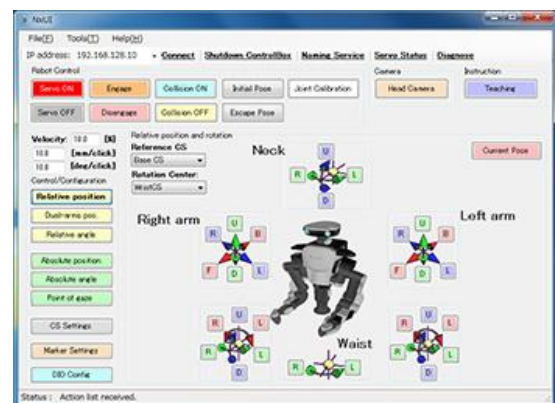 NxUI
File(F) Tools(T) Help(H)
IP address: 192.168.128.10 Connect Shutdown ControlBox Naming Service Servo Status Diagnose
Robot Control Camera Instruction
Servo ON Engage Collision ON Initial Pose Joint Calibration Head Camera Teaching
Servo OFF Disengage Collision OFF Escape Pose
Velocity: 10.0 [%] Relative position and rotation
10.0 [mm/click] Reference CS Neck U Current Pose
10.0 [deg/click] Base CS
Control/Configuration Rotation Center: R L
Relative position WaistCS D
Dual-arms pos. Right arm U Left arm U
Relative angle R B R B
Absolute position F D L F D L
Absolute angle
Point of gaze
CS Settings U L Waist U L
Marker Settings R L R L R L
DIO Config D D
Status : Action list received.